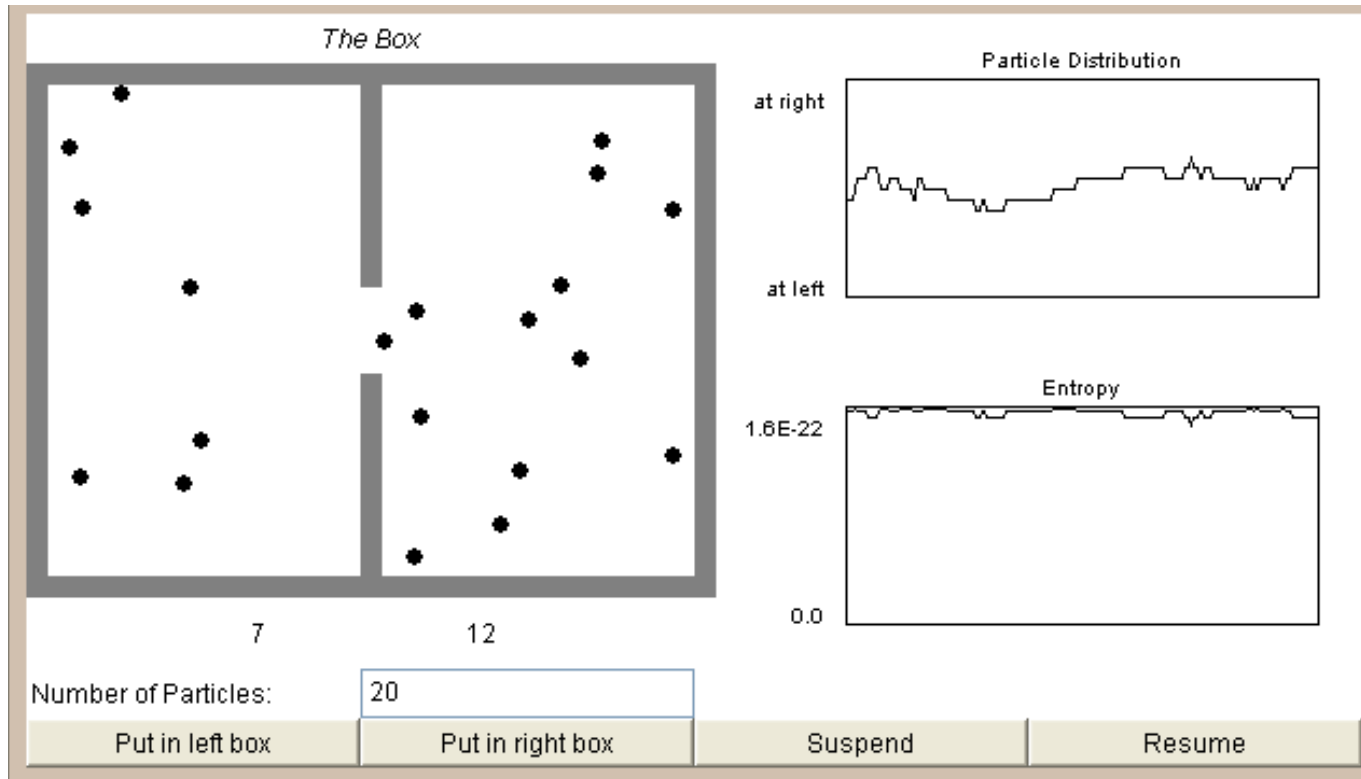 The Box
Particle Distribution
at right
at left
Entropy
1.6E-22
0.0
7 12
Number of Particles: 20
Put in left box Put in right box Suspend Resume